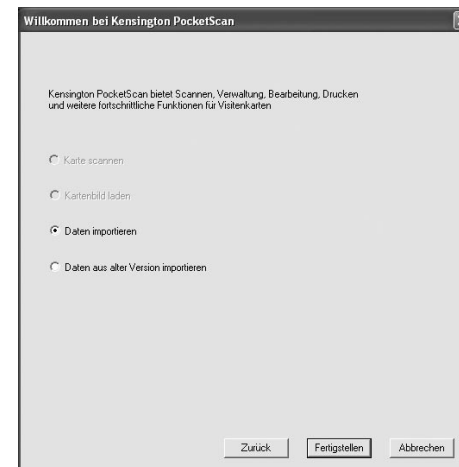 Willkommen bei Kensington PocketScan
Kensington PocketScan bietet Scannen, Verwaltung, Bearbeitung, Drucken
und weitere fortschrittliche Funktionen für Visitenkarten
Karte scannen
Kartenbild laden
Daten importieren
Daten aus alter Version importieren
Zurück Fertigstellen Abbrechen